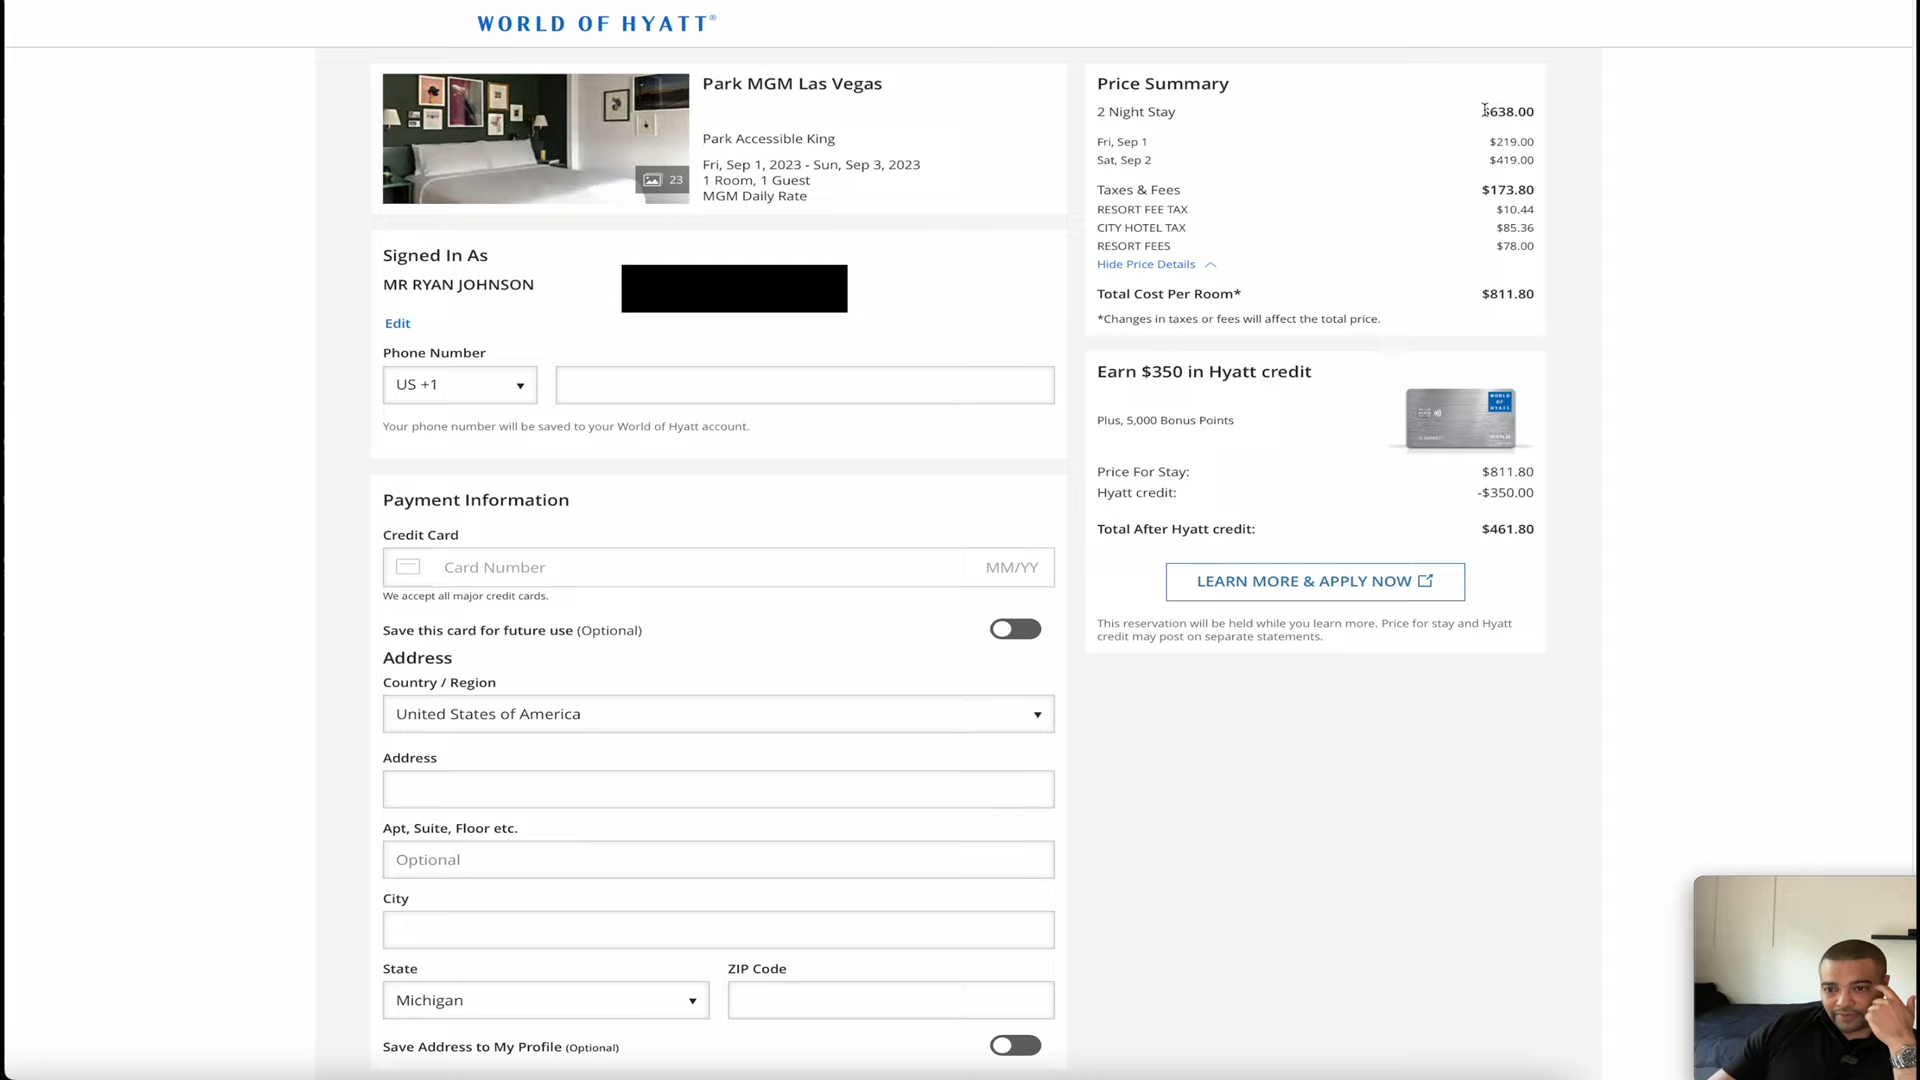 WORLD OF HYATT®
Park MGM Las Vegas
Park Accessible King
Fri, Sep 1, 2023 - Sun, Sep 3, 2023
1 Room, 1 Guest
MGM Daily Rate
23
Signed In As
MR RYAN JOHNSON
Edit
Phone Number
US +1
Your phone number will be saved to your World of Hyatt account.
Payment Information
Credit Card
Card Number MM/YY
We accept all major credit cards.
Save this card for future use (Optional)
Address
Country / Region
United States of America
Address
Apt, Suite, Floor etc.
Optional
City
State ZIP Code
Michigan
Save Address to My Profile (Optional)
Price Summary
2 Night Stay $638.00
Fri, Sep 1 $219.00
Sat, Sep 2 $419.00
Taxes & Fees $173.80
RESORT FEE TAX $10.44
CITY HOTEL TAX $85.36
RESORT FEES $78.00
Hide Price Details
Total Cost Per Room* $811.80
*Changes in taxes or fees will affect the total price.
Earn $350 in Hyatt credit
WORLD
OF
HYATT
Plus, 5,000 Bonus Points
Price For Stay: $811.80
Hyatt credit: -$350.00
Total After Hyatt credit: $461.80
LEARN MORE & APPLY NOW
This reservation will be held while you learn more. Price for stay and Hyatt
credit may post on separate statements.